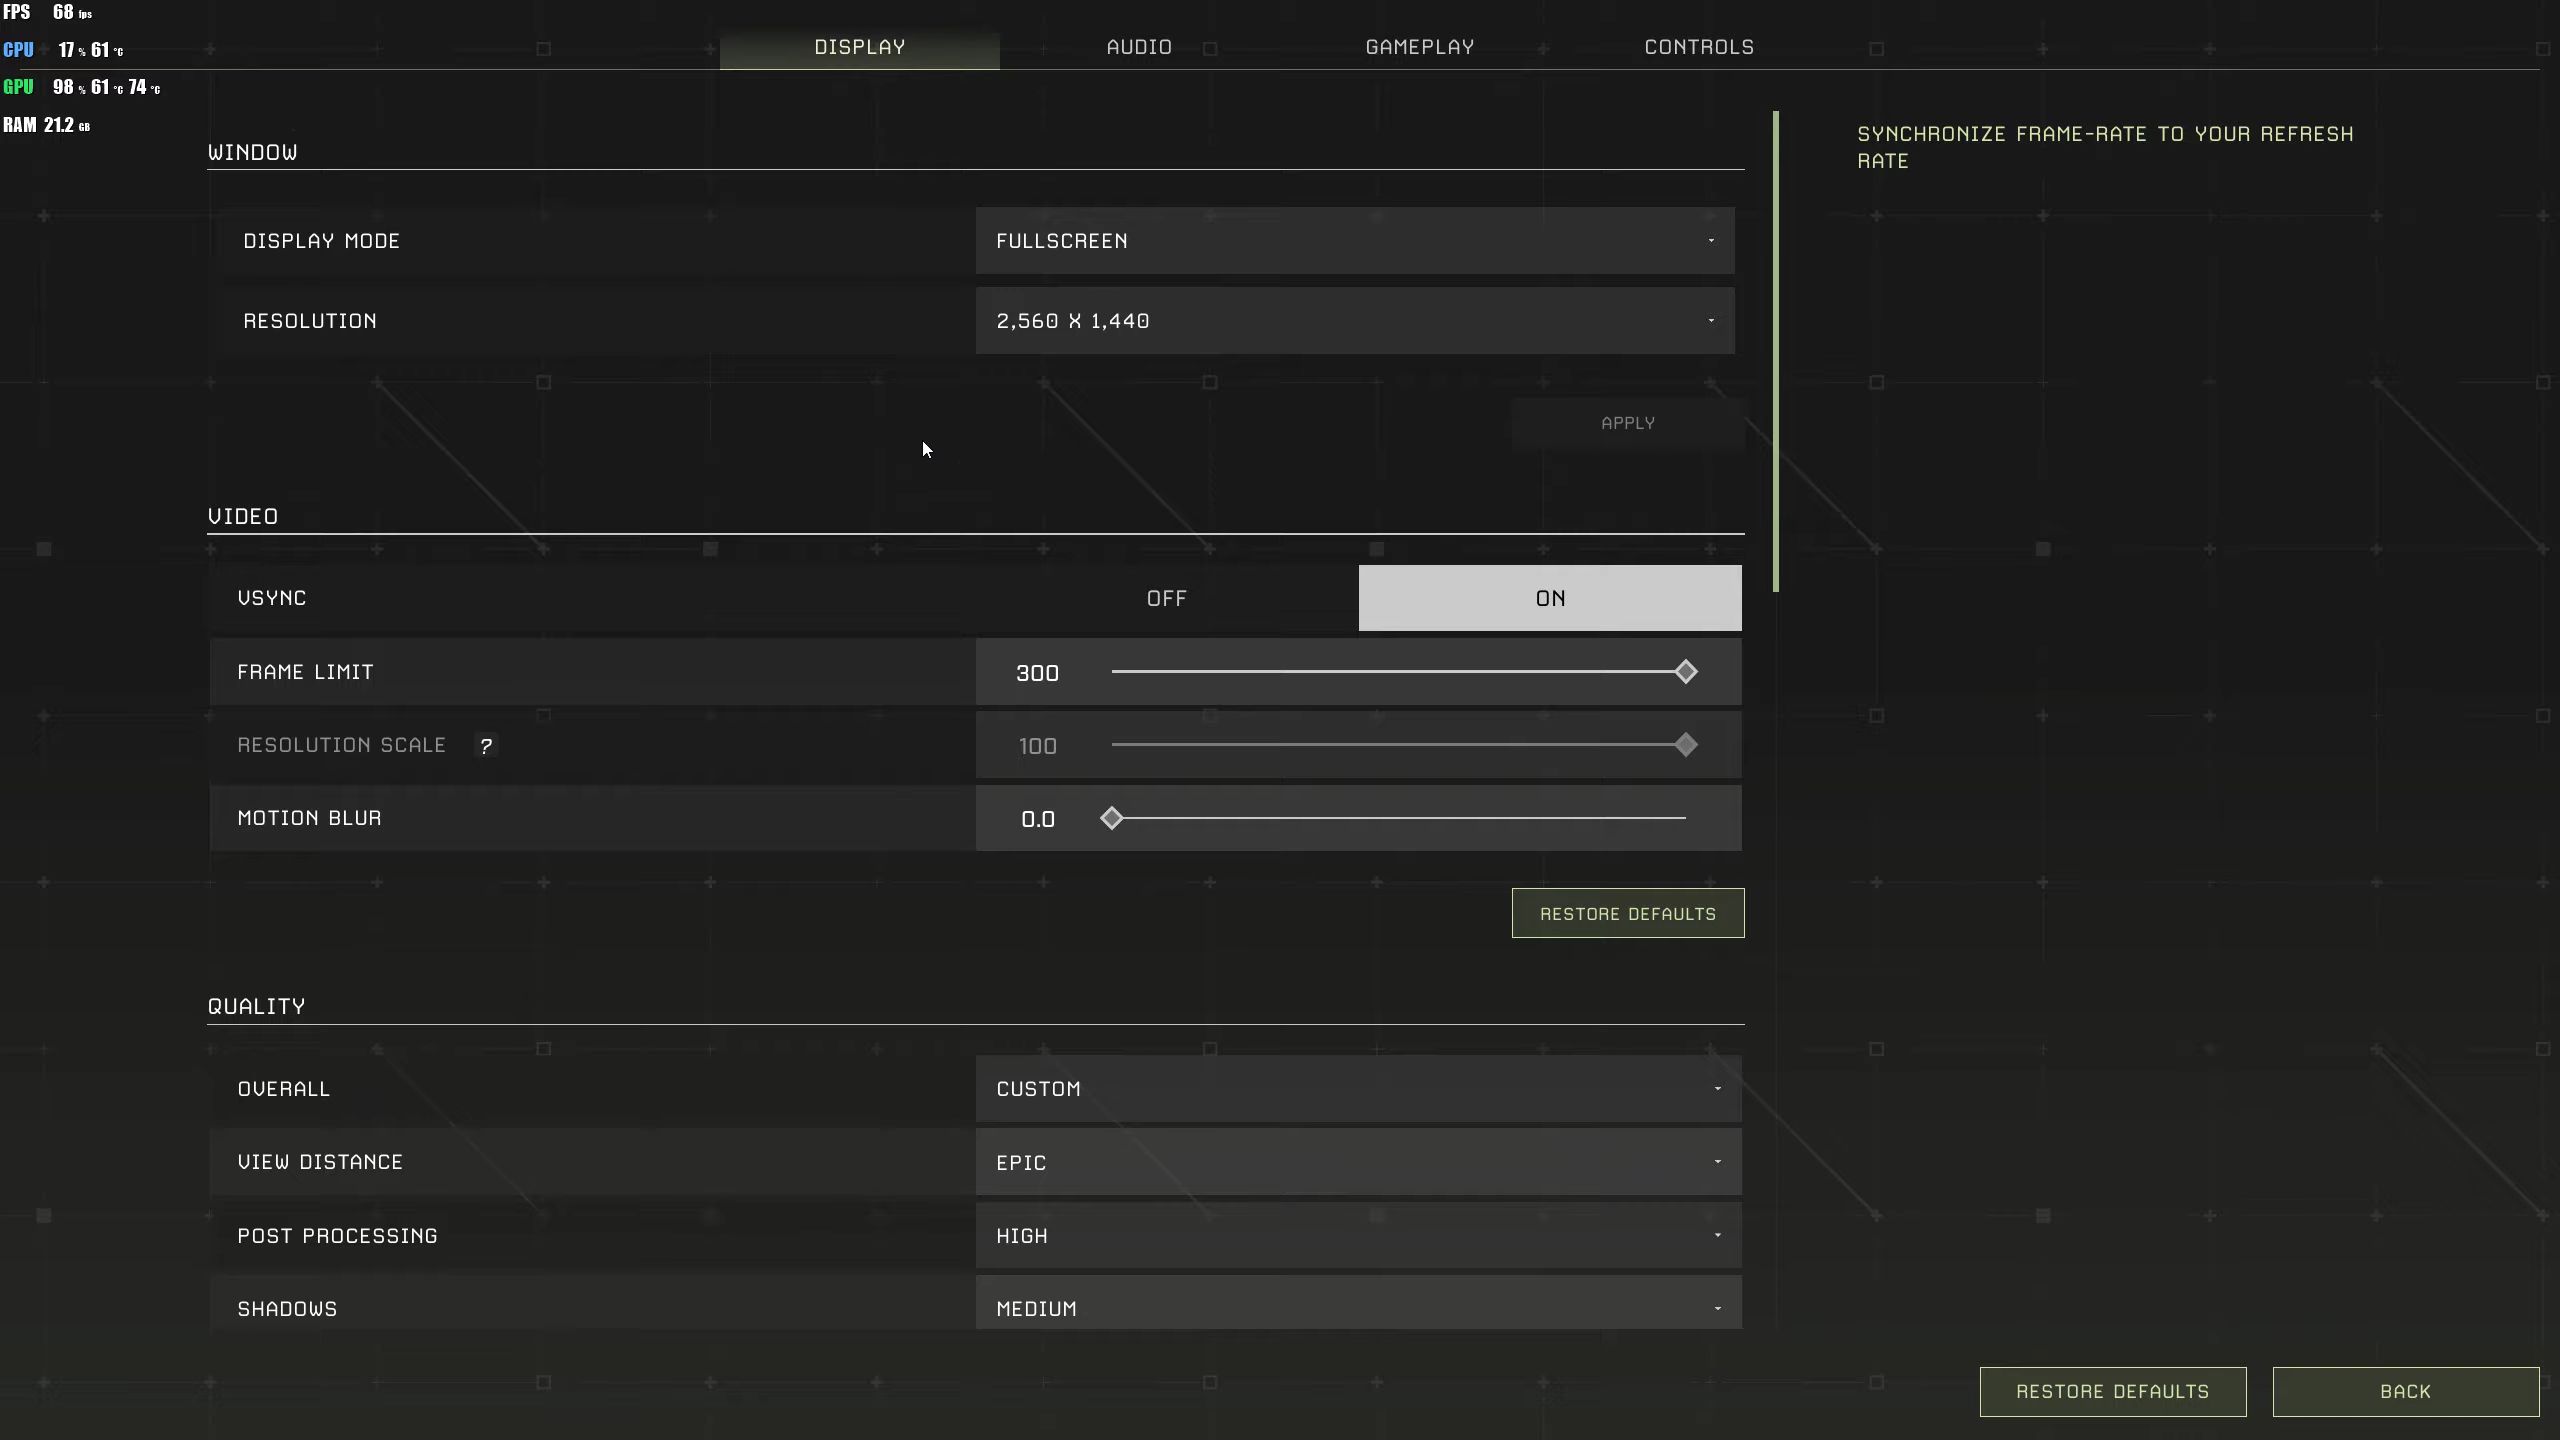 FPS 68 fps
CPU 17 % 61 °C
GPU 98 % 61 °C 74 °C
RAM 21.2 GB
DISPLAY AUDIO GAMEPLAY CONTROLS
WINDOW
DISPLAY MODE FULLSCREEN
RESOLUTION 2,560 X 1,440
APPLY
VIDEO
VSYNC OFF ON
FRAME LIMIT 300
RESOLUTION SCALE ? 100
MOTION BLUR 0.0
RESTORE DEFAULTS
QUALITY
OVERALL CUSTOM
VIEW DISTANCE EPIC
POST PROCESSING HIGH
SHADOWS MEDIUM
SYNCHRONIZE FRAME-RATE TO YOUR REFRESH
RATE
RESTORE DEFAULTS BACK